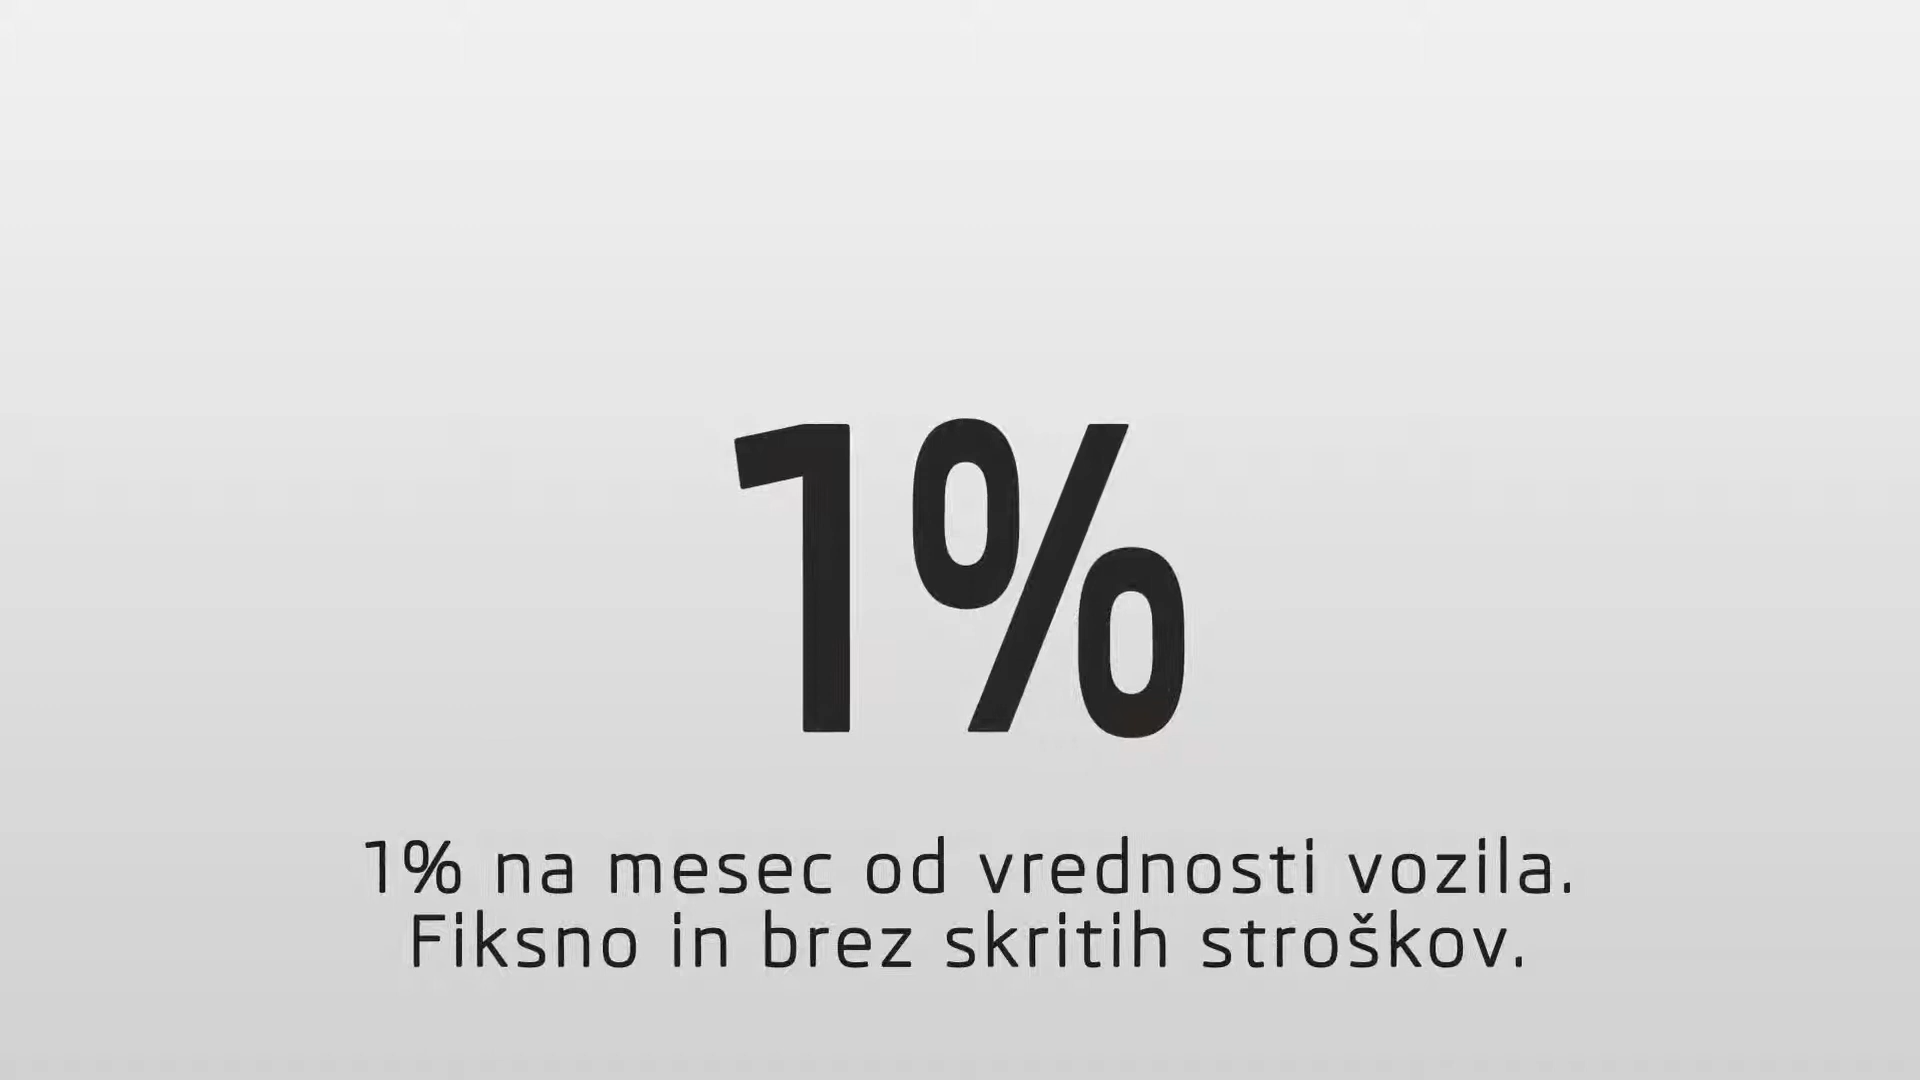 1%
1% na mesec od vrednosti vozila.
Fiksno in brez skritih stroškov.